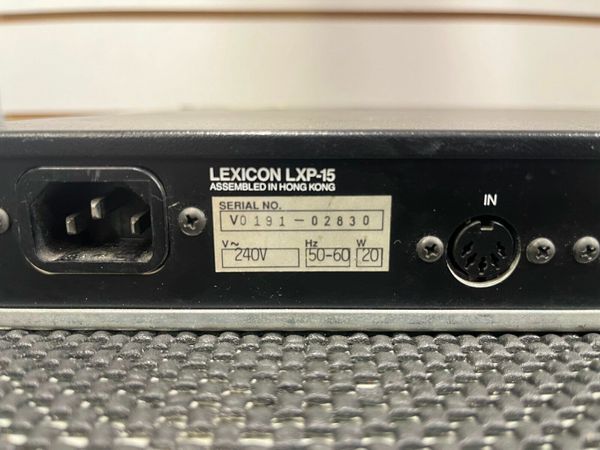 LEXICON LXP-15
ASSEMBLED IN HONG KONG
SERIAL NO.
V0191-02830
V~ Hz W
240V 50-60 20
IN